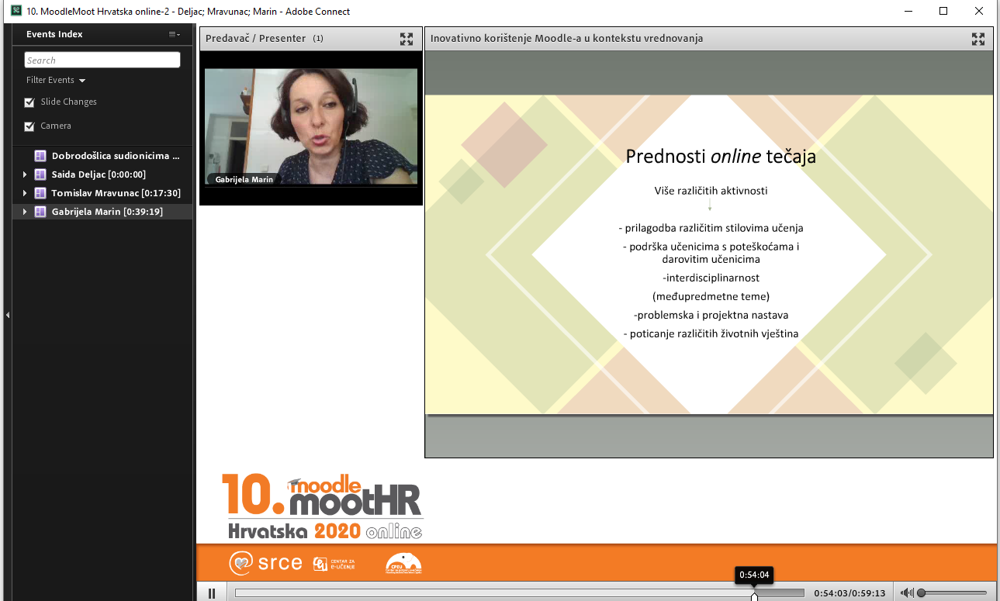 10. MoodleMoot Hrvatska online-2 - Deljac; Mravunac; Marin - Adobe Connect
Events Index
Search
Filter Events
Slide Changes
Camera
Dobrodošlica sudionicima ...
Saida Deljac [0:00:00]
Tomislav Mravunac [0:17:30]
Gabrijela Marin [0:39:19]
Predavač / Presenter (1)
Gabrijela Marin
Inovativno korištenje Moodle-a u kontekstu vrednovanja
Prednosti online tečaja
Više različitih aktivnosti
- prilagodba različitim stilovima učenja
- podrška učenicima s poteškoćama i
darovitim učenicima
-interdisciplinarnost
(međupredmetne teme)
-problemska i projektna nastava
- poticanje različitih životnih vještina
10. moodle
mootHR
Hrvatska 2020 online
srce
CENTAR ZA
E-UČENJE
0:54:04
0:54:03/0:59:13